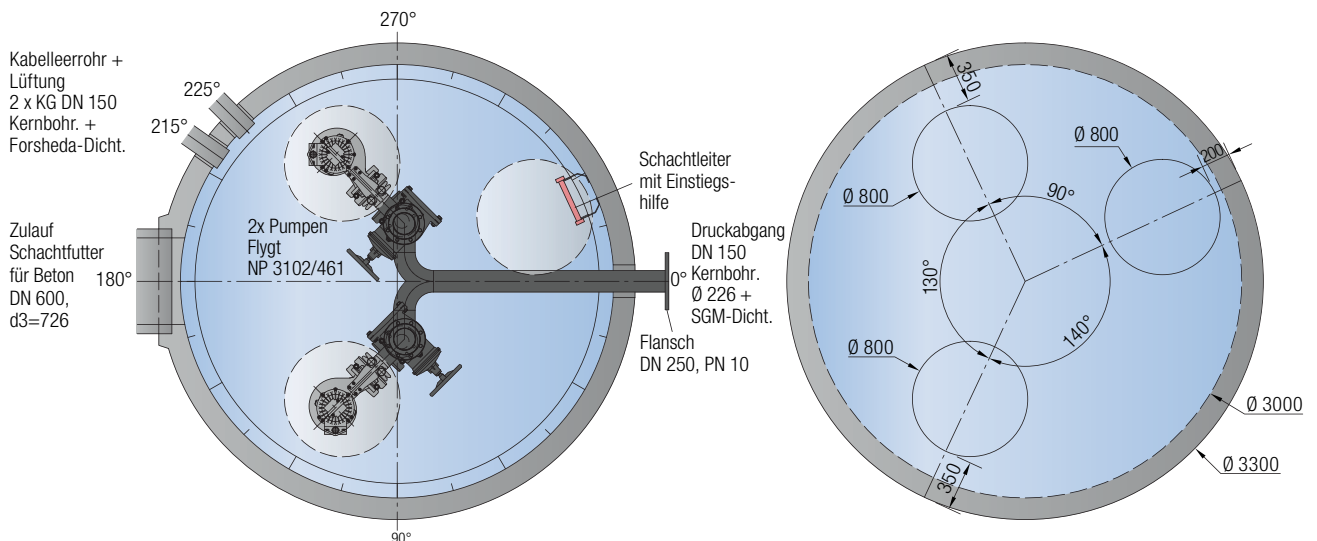 270°
Kabelleerrohr +
Lüftung
2 x KG DN 150
Kernbohr. +
Forsheda-Dicht.
225°
215°
Zulauf
Schachtfutter
für Beton
DN 600,
d3=726
180°
2x Pumpen
Flygt
NP 3102/461
Schachtleiter
mit Einstiegs-
hilfe
Druckabgang
DN 150
Kernbohr.
Ø 226 +
SGM-Dicht.
0°
Flansch
DN 250, PN 10
90°
350
Ø 800
200
Ø 800
90°
130°
140°
Ø 800
350
Ø 3000
Ø 3300